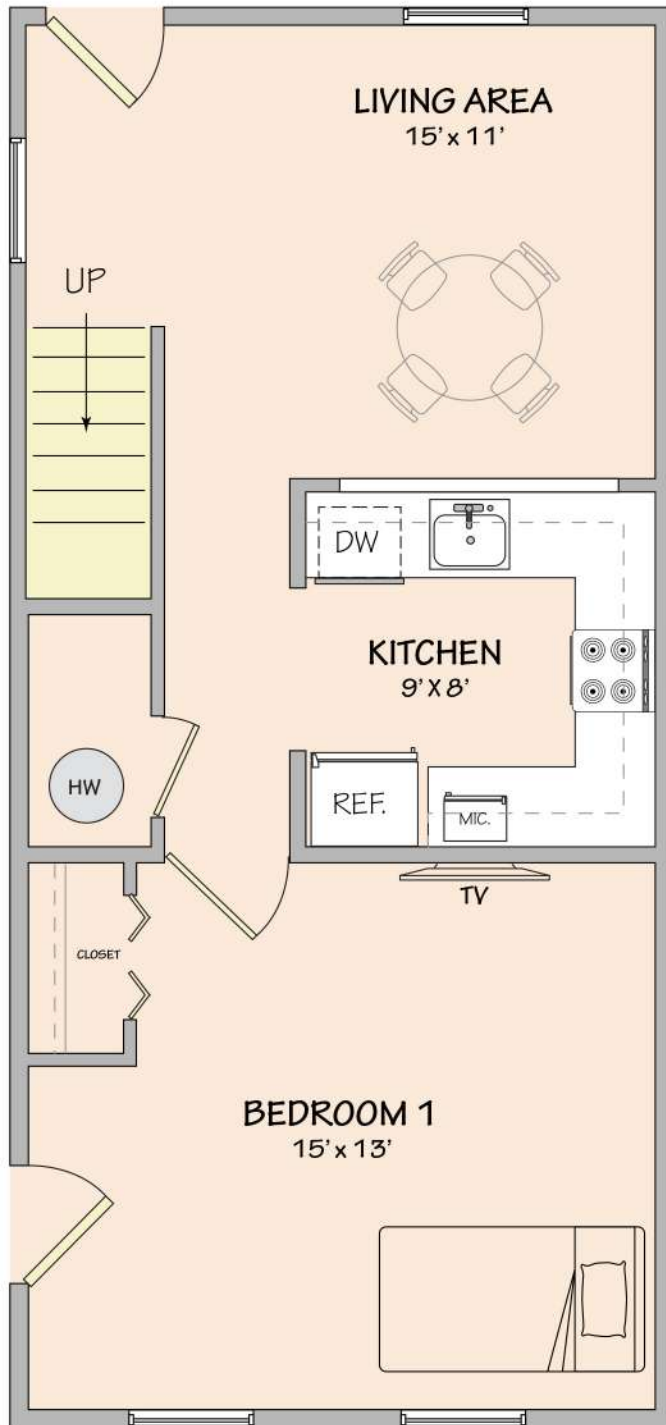 LIVING AREA
15' x 11'
UP
DW
KITCHEN
9' X 8'
HW
REF.
MIC.
TV
CLOSET
BEDROOM 1
15' x 13'